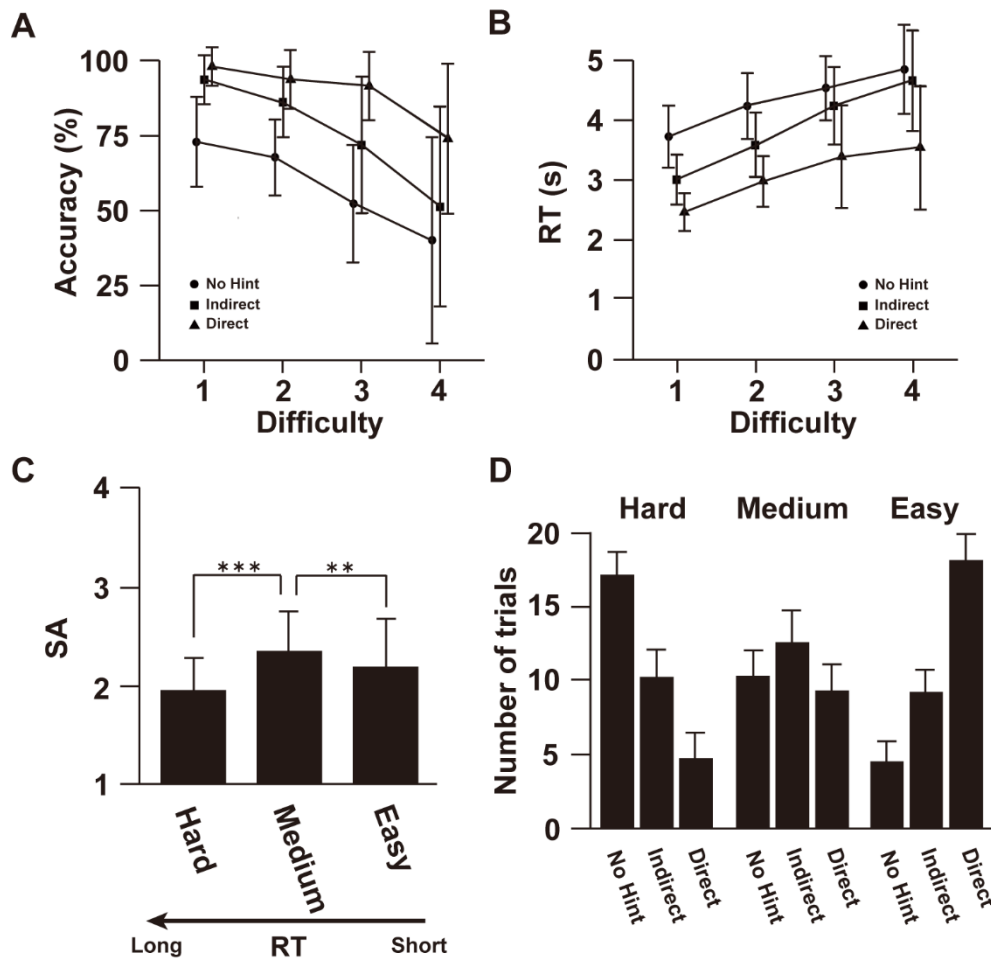 A
Accuracy (%)
100
75
50
25
0
No Hint
Indirect
Direct
1 2 3 4
Difficulty
B
RT (s)
5
4
3
2
1
0
No Hint
Indirect
Direct
1 2 3 4
Difficulty
C
SA
4
3
2
1
*** **
Hard Medium Easy
Long RT Short
D
Hard Medium Easy
Number of trials
20
15
10
5
0
No Hint Indirect Direct No Hint Indirect Direct No Hint Indirect Direct